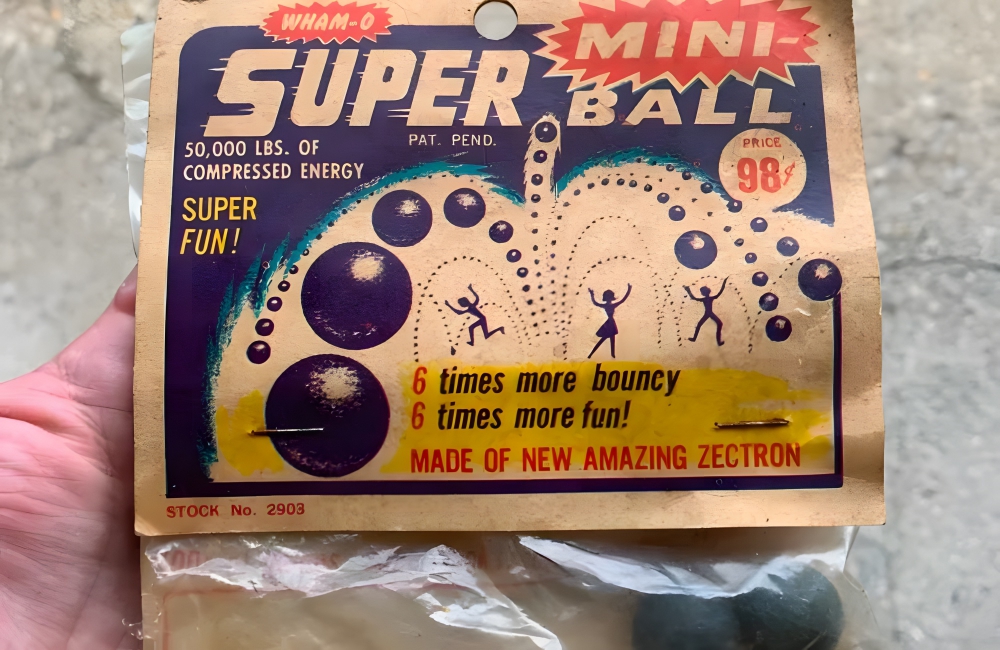 WHAM-O
SUPER
MINI-
BALL
PAT. PEND.
50,000 LBS. OF
COMPRESSED ENERGY
SUPER
FUN!
PRICE
98¢
6 times more bouncy
6 times more fun!
MADE OF NEW AMAZING ZECTRON
STOCK No. 2903